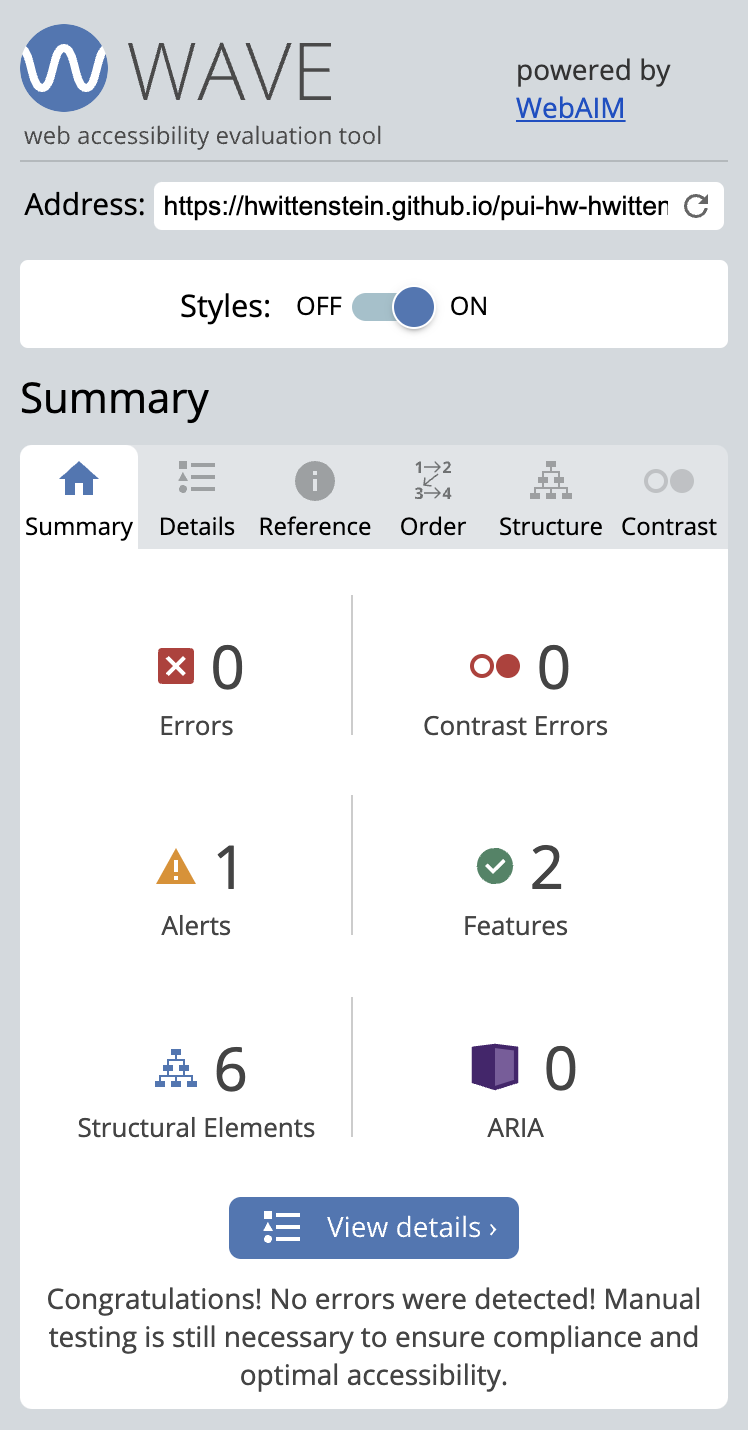 WAVE
powered by
WebAIM
web accessibility evaluation tool
Address: https://hwittenstein.github.io/pui-hw-hwitten
Styles: OFF ON
Summary
1 2
3 4
Summary Details Reference Order Structure Contrast
0 0
Errors Contrast Errors
1 2
Alerts Features
6 0
Structural Elements ARIA
View details ›
Congratulations! No errors were detected! Manual
testing is still necessary to ensure compliance and
optimal accessibility.